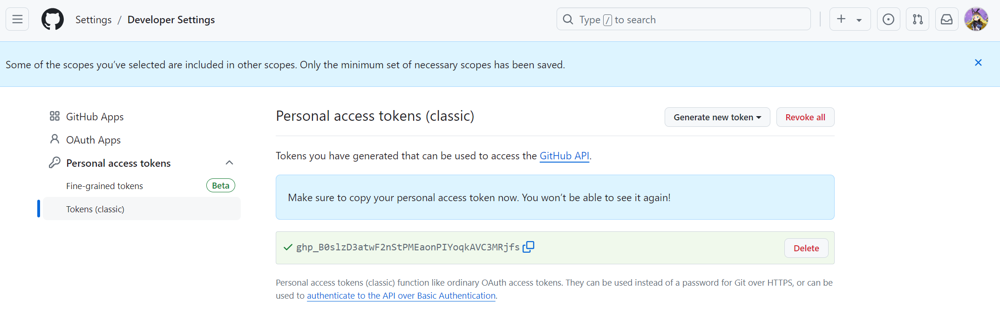 Settings / Developer Settings
Type / to search
Some of the scopes you’ve selected are included in other scopes. Only the minimum set of necessary scopes has been saved.
GitHub Apps
OAuth Apps
Personal access tokens
Fine-grained tokens Beta
Tokens (classic)
Personal access tokens (classic)
Generate new token
Revoke all
Tokens you have generated that can be used to access the GitHub API.
Make sure to copy your personal access token now. You won’t be able to see it again!
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
Delete
Personal access tokens (classic) function like ordinary OAuth access tokens. They can be used instead of a password for Git over HTTPS, or can be
used to authenticate to the API over Basic Authentication.